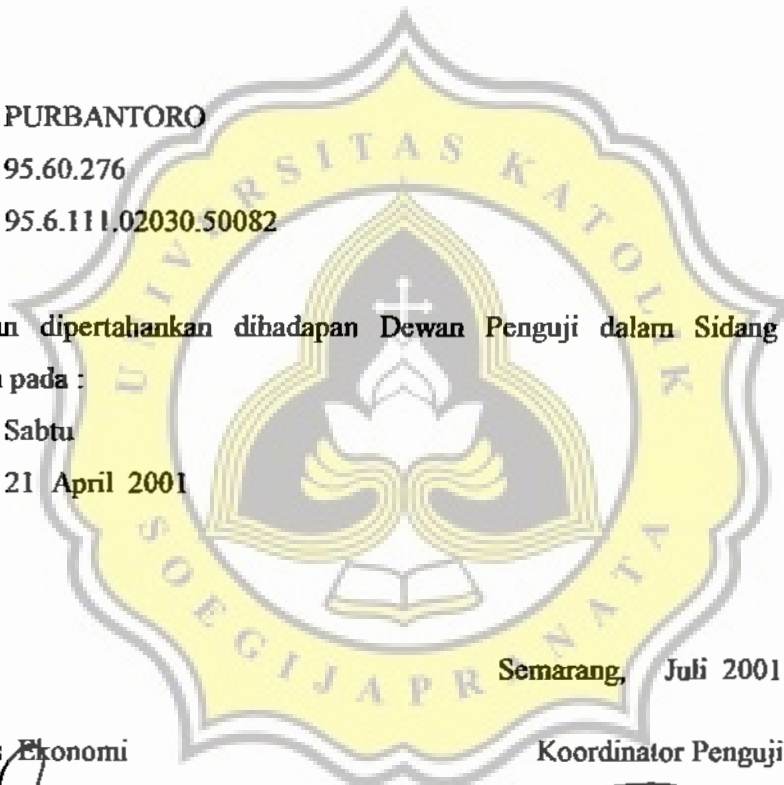 PURBANTORO
95.60.276
95.6.111.02030.50082
dipertahankan dihadapan Dewan Penguji dalam Sidang
pada :
Sabtu
21 April 2001
UNIVERSITAS KATOLIK
SOEGIJAPRANATA
Semarang, Juli 2001
Ekonomi
Koordinator Penguji